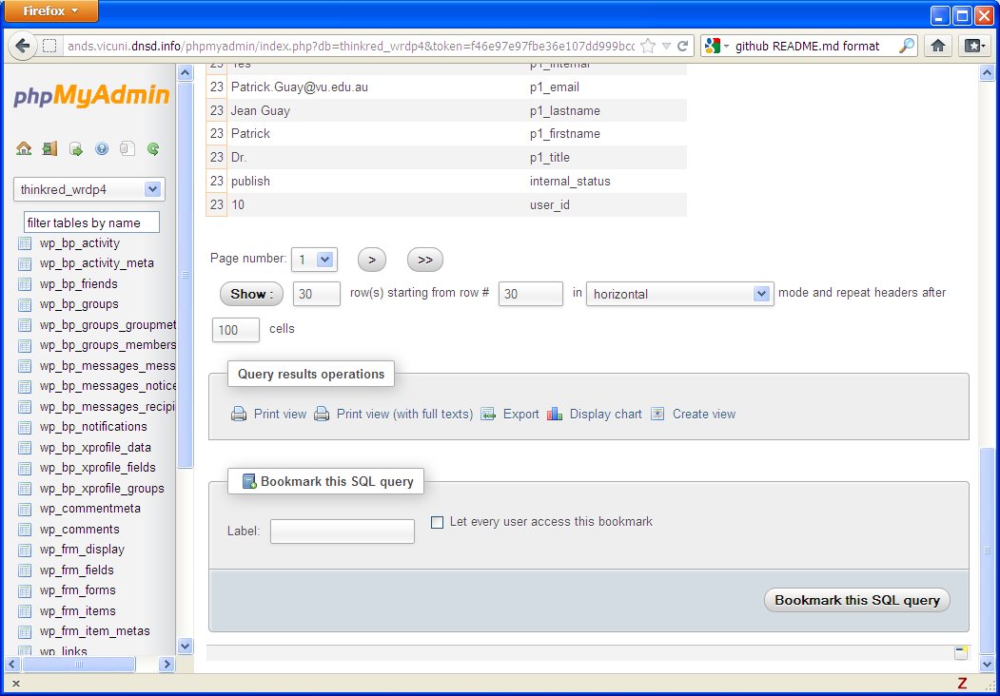 Firefox
ands.vicuni.dnsd.info/phpmyadmin/index.php?db=thinkred_wrdp4&token=f46e97e97fbe36e107dd999bcc
github README.md format
phpMyAdmin
thinkred_wrdp4
filter tables by name
wp_bp_activity
wp_bp_activity_meta
wp_bp_friends
wp_bp_groups
wp_bp_groups_groupmet
wp_bp_groups_members
wp_bp_messages_mess
wp_bp_messages_notice
wp_bp_messages_recipi
wp_bp_notifications
wp_bp_xprofile_data
wp_bp_xprofile_fields
wp_bp_xprofile_groups
wp_commentmeta
wp_comments
wp_frm_display
wp_frm_fields
wp_frm_forms
wp_frm_items
wp_frm_item_metas
wp_links
23 Yes p1_internal
23 Patrick.Guay@vu.edu.au p1_email
23 Jean Guay p1_lastname
23 Patrick p1_firstname
23 Dr. p1_title
23 publish internal_status
23 10 user_id
Page number: 1 > >>
Show : 30 row(s) starting from row # 30 in horizontal mode and repeat headers after
100 cells
Query results operations
Print view Print view (with full texts) Export Display chart Create view
Bookmark this SQL query
Label: Let every user access this bookmark
Bookmark this SQL query
x Z